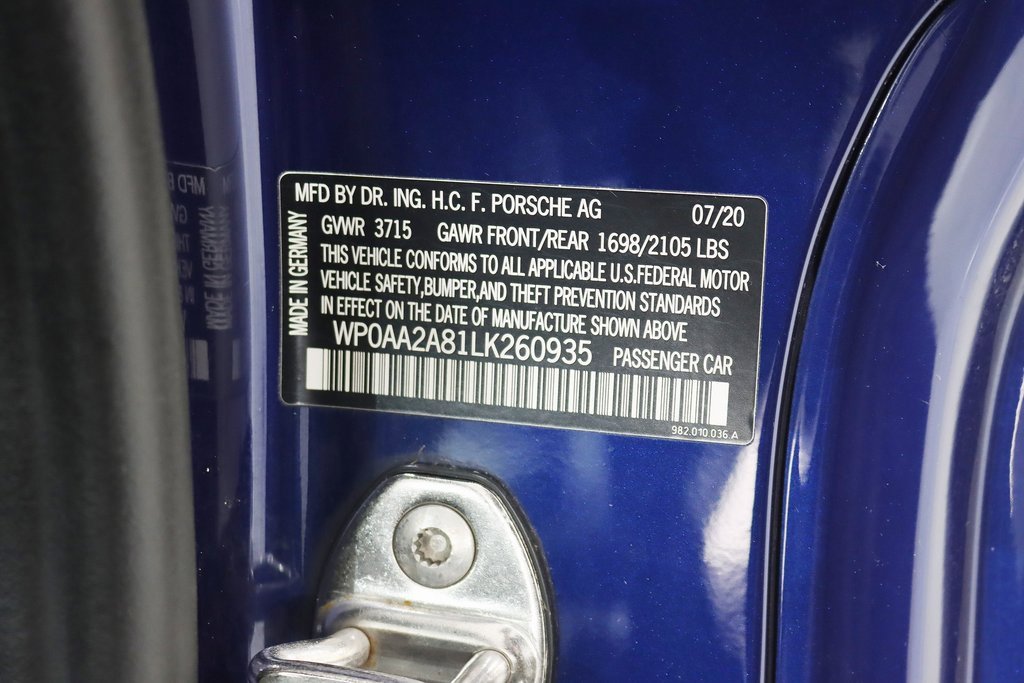 MFD BY DR. ING. H.C. F. PORSCHE AG 07/20
GVWR 3715 GAWR FRONT/REAR 1698/2105 LBS
THIS VEHICLE CONFORMS TO ALL APPLICABLE U.S.FEDERAL MOTOR
VEHICLE SAFETY,BUMPER,AND THEFT PREVENTION STANDARDS
IN EFFECT ON THE DATE OF MANUFACTURE SHOWN ABOVE
WP0AA2A81LK260935 PASSENGER CAR
982.010.036.A
MADE IN GERMANY